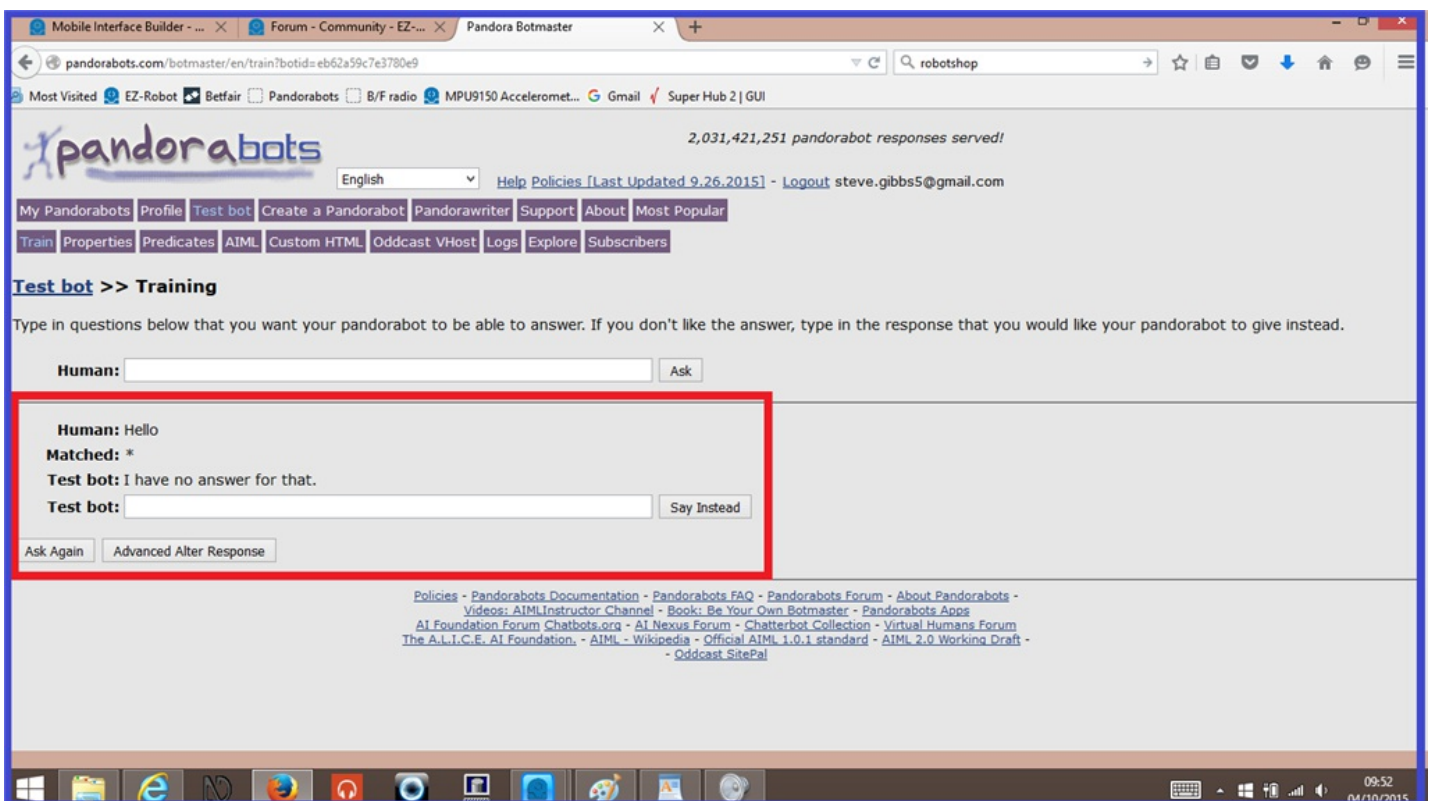 Mobile Interface Builder - ...
Forum - Community - EZ-...
Pandora Botmaster
pandorabots.com/botmaster/en/train?botid=eb62a59c7e3780e9
robotshop
Most Visited EZ-Robot Betfair Pandorabots B/F radio MPU9150 Acceleromet... Gmail Super Hub 2 | GUI
pandorabots
2,031,421,251 pandorabot responses served!
English Help Policies [Last Updated 9.26.2015] - Logout steve.gibbs5@gmail.com
My Pandorabots Profile Test bot Create a Pandorabot Pandorawriter Support About Most Popular
Train Properties Predicates AIML Custom HTML Oddcast VHost Logs Explore Subscribers
Test bot >> Training
Type in questions below that you want your pandorabot to be able to answer. If you don't like the answer, type in the response that you would like your pandorabot to give instead.
Human: Ask
Human: Hello
Matched: *
Test bot: I have no answer for that.
Test bot: Say Instead
Ask Again Advanced Alter Response
Policies - Pandorabots Documentation - Pandorabots FAQ - Pandorabots Forum - About Pandorabots -
Videos: AIMLInstructor Channel - Book: Be Your Own Botmaster - Pandorabots Apps
AI Foundation Forum Chatbots.org - AI Nexus Forum - Chatterbot Collection - Virtual Humans Forum
The A.L.I.C.E. AI Foundation. - AIML - Wikipedia - Official AIML 1.0.1 standard - AIML 2.0 Working Draft -
- Oddcast SitePal
09:52
04/10/2015